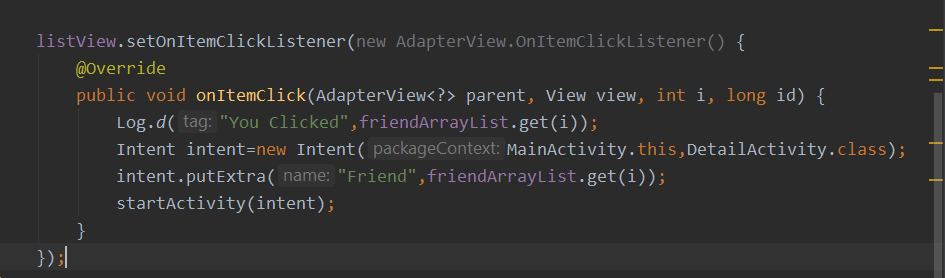 listView.setOnItemClickListener(new AdapterView.OnItemClickListener() {
@Override
public void onItemClick(AdapterView<?> parent, View view, int i, long id) {
Log.d( tag: "You Clicked",friendArrayList.get(i));
Intent intent=new Intent( packageContext: MainActivity.this,DetailActivity.class);
intent.putExtra( name: "Friend",friendArrayList.get(i));
startActivity(intent);
}
});